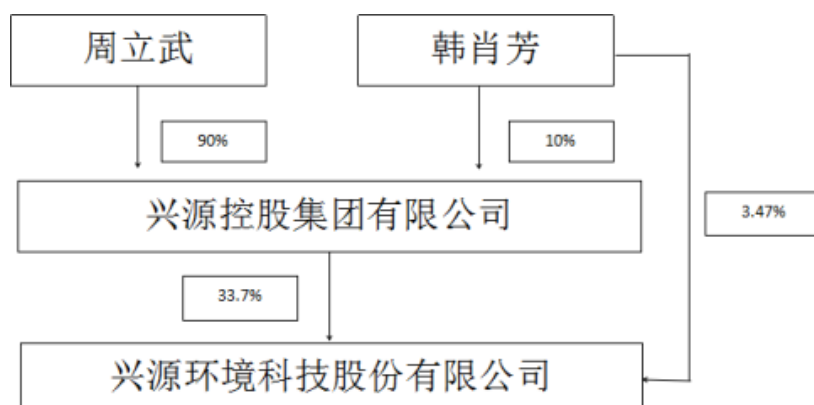 周立武
韩肖芳
90%
10%
兴源控股集团有限公司
3.47%
33.7%
兴源环境科技股份有限公司